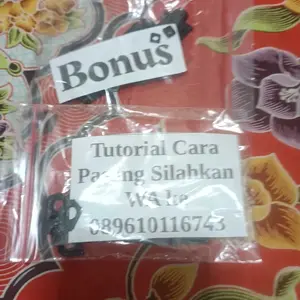 Bonus
Tutorial Cara
Pasang Silahkan
WA ke
089610116743